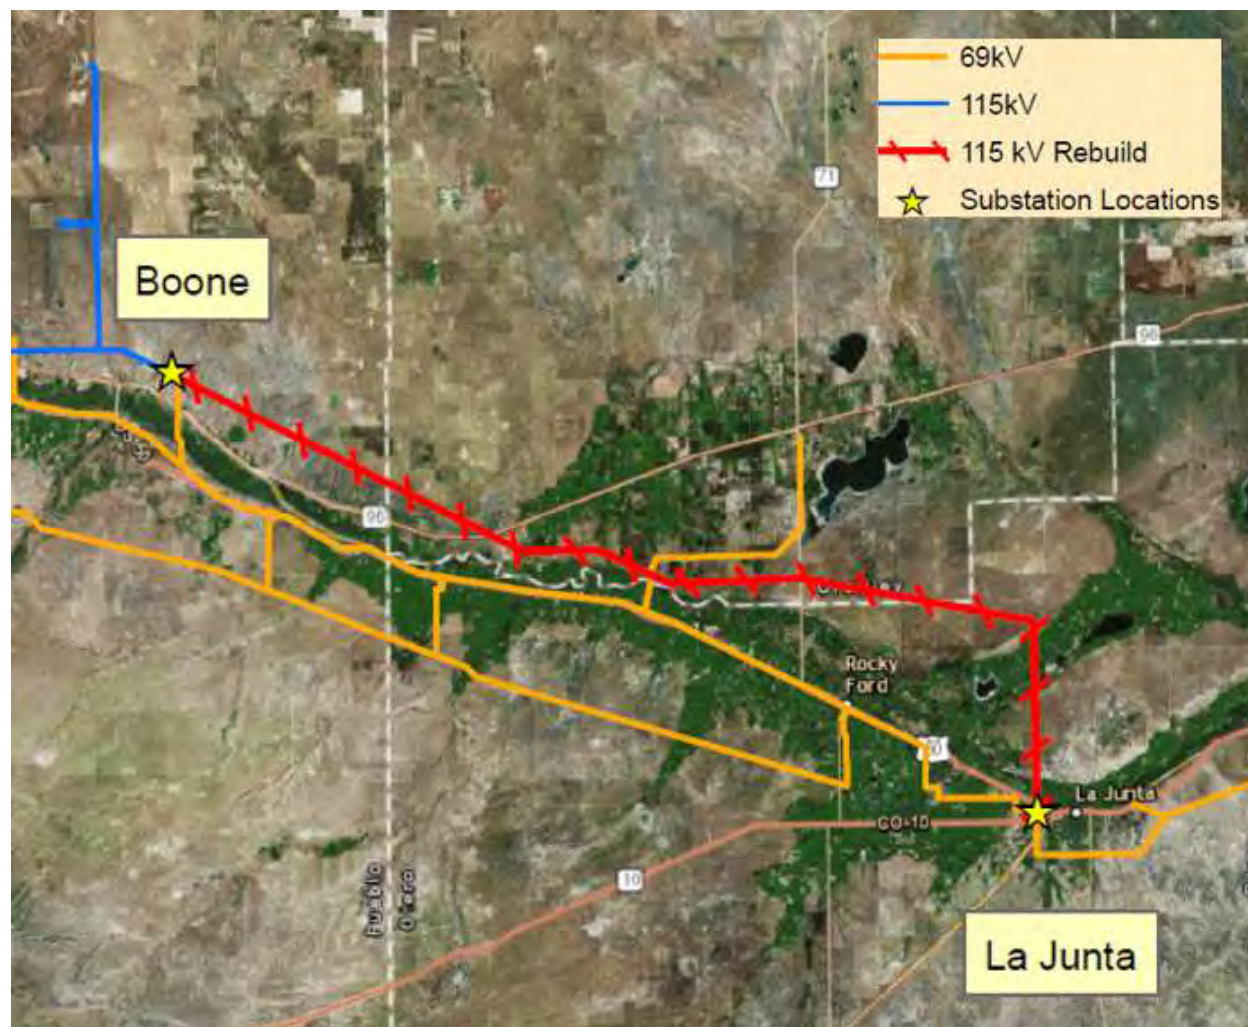 69kV
115kV
115 kV Rebuild
Substation Locations
71
Boone
96
96
Rocky
Ford
La Junta
CO-10
10
Pueblo
Otero
La Junta